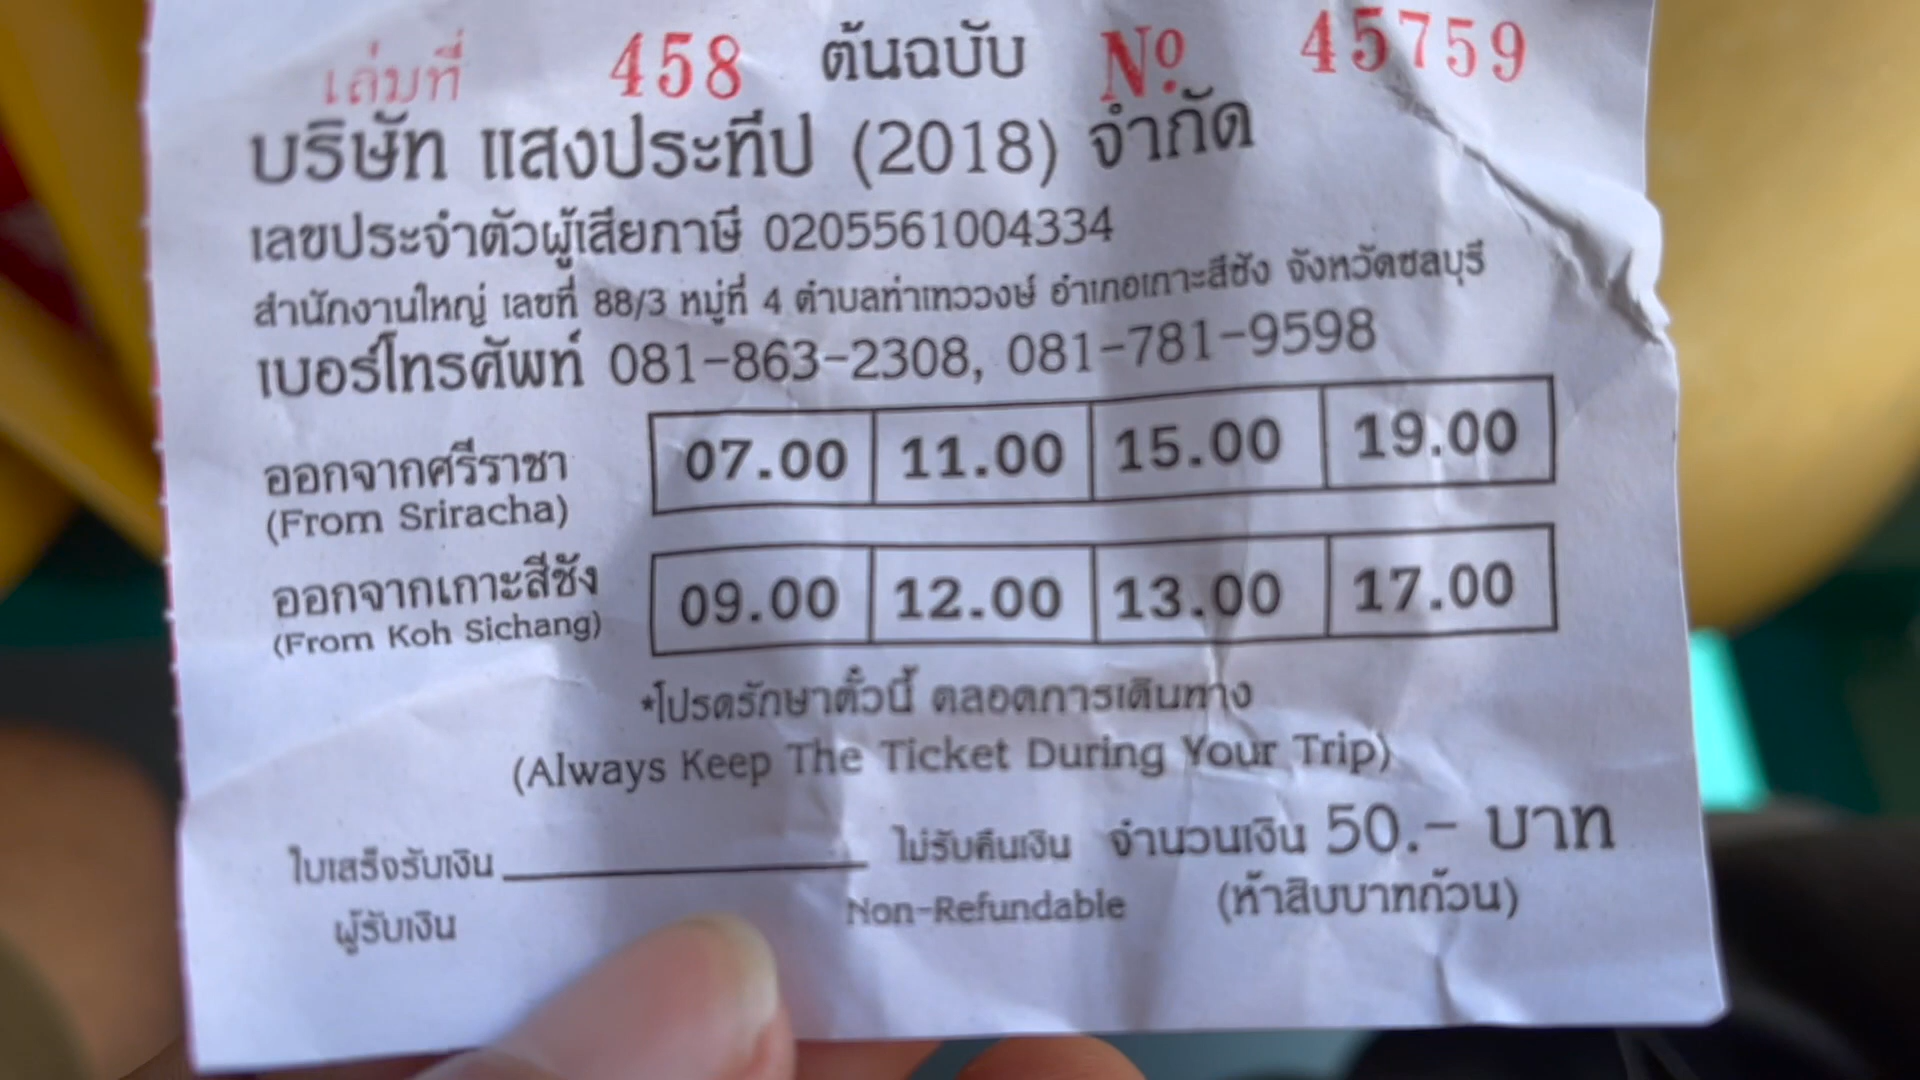 เล่มที่ 458 ต้นฉบับ Nº. 45759
บริษัท แสงประทีป (2018) จำกัด
เลขประจำตัวผู้เสียภาษี 0205561004334
สำนักงานใหญ่ เลขที่ 88/3 หมู่ที่ 4 ตำบลท่าเทววงษ์ อำเภอเกาะสีชัง จังหวัดชลบุรี
เบอร์โทรศัพท์ 081-863-2308, 081-781-9598
ออกจากศรีราชา 07.00 11.00 15.00 19.00
(From Sriracha)
ออกจากเกาะสีชัง 09.00 12.00 13.00 17.00
(From Koh Sichang)
*โปรดรักษาตั๋วนี้ ตลอดการเดินทาง
(Always Keep The Ticket During Your Trip)
ใบเสร็จรับเงิน ไม่รับคืนเงิน จำนวนเงิน 50.- บาท
ผู้รับเงิน Non-Refundable (ห้าสิบบาทถ้วน)